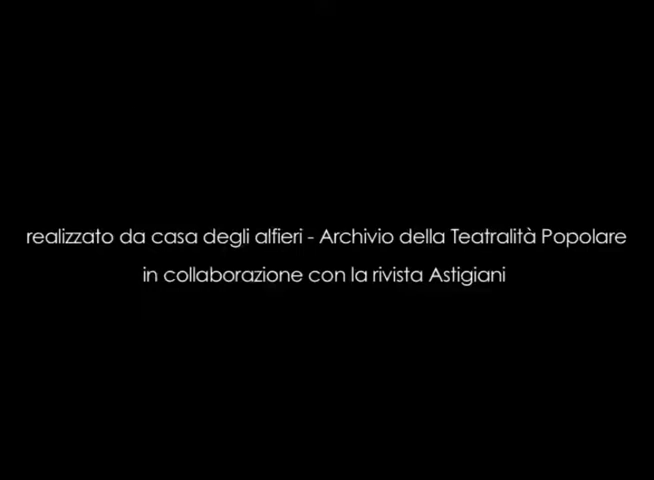 realizzato da casa degli alfieri - Archivio della Teatralità Popolare
in collaborazione con la rivista Astigiani